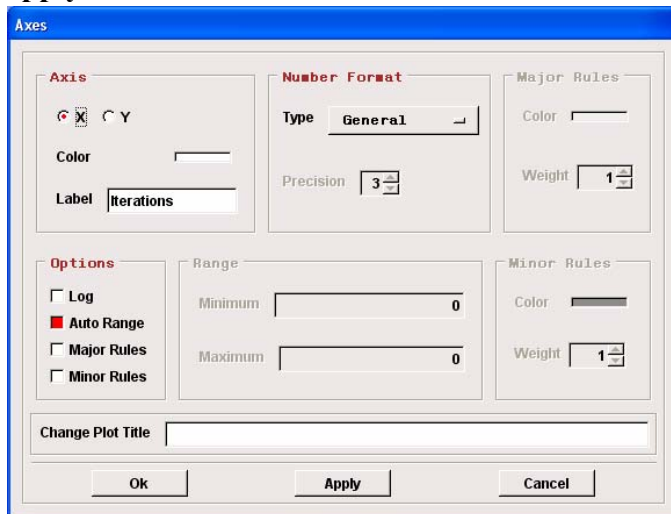 Axes
Axis
X Y
Color
Label Iterations
Number Format
Type General
Precision 3
Major Rules
Color
Weight 1
Options
Log
Auto Range
Major Rules
Minor Rules
Range
Minimum 0
Maximum 0
Minor Rules
Color
Weight 1
Change Plot Title
Ok Apply Cancel